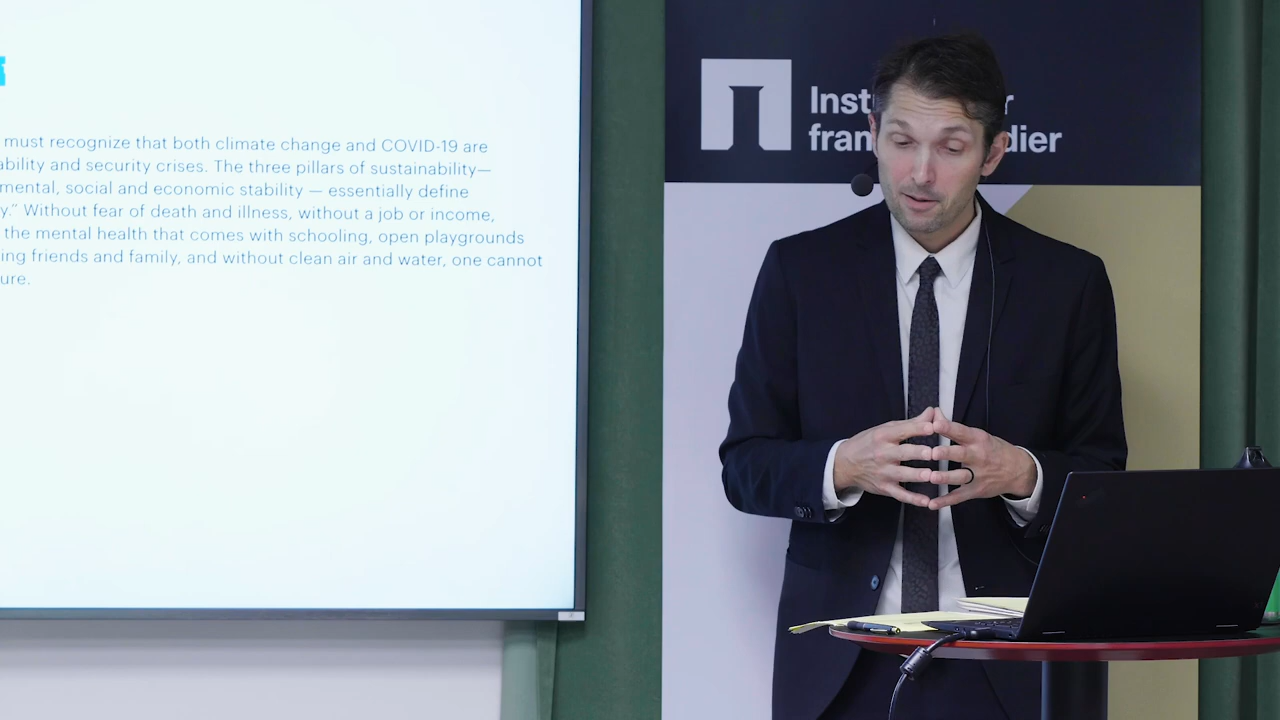 must recognize that both climate change and COVID-19 are
ability and security crises. The three pillars of sustainability—
mental, social and economic stability — essentially define
y.” Without fear of death and illness, without a job or income,
the mental health that comes with schooling, open playgrounds
ing friends and family, and without clean air and water, one cannot
ure.
Inst r
fram dier